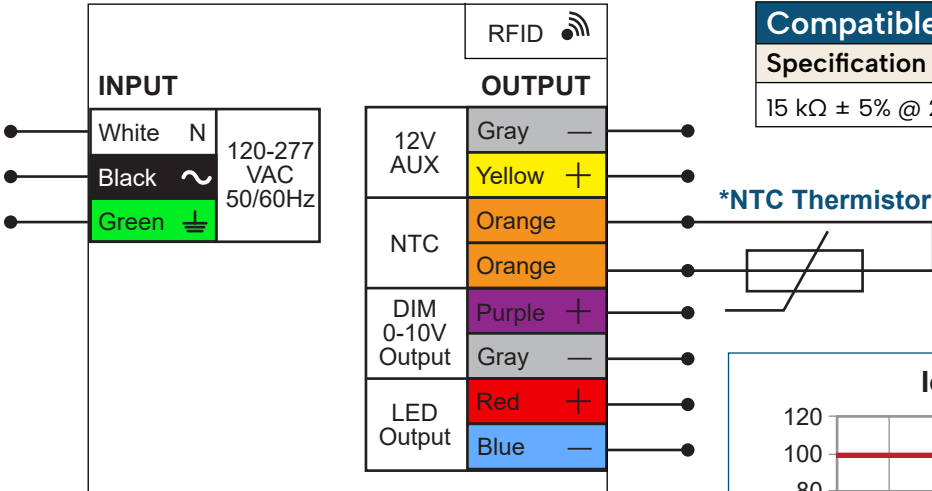 RFID
INPUT
OUTPUT
White N
Black
Green
120-277
VAC
50/60Hz
12V
AUX
Gray —
Yellow +
NTC
Orange
Orange
DIM
0-10V
Output
Purple +
Gray —
LED
Output
Red +
Blue —
Compatible
Specification
15 kΩ ± 5% @
*NTC Thermistor
120
100
80